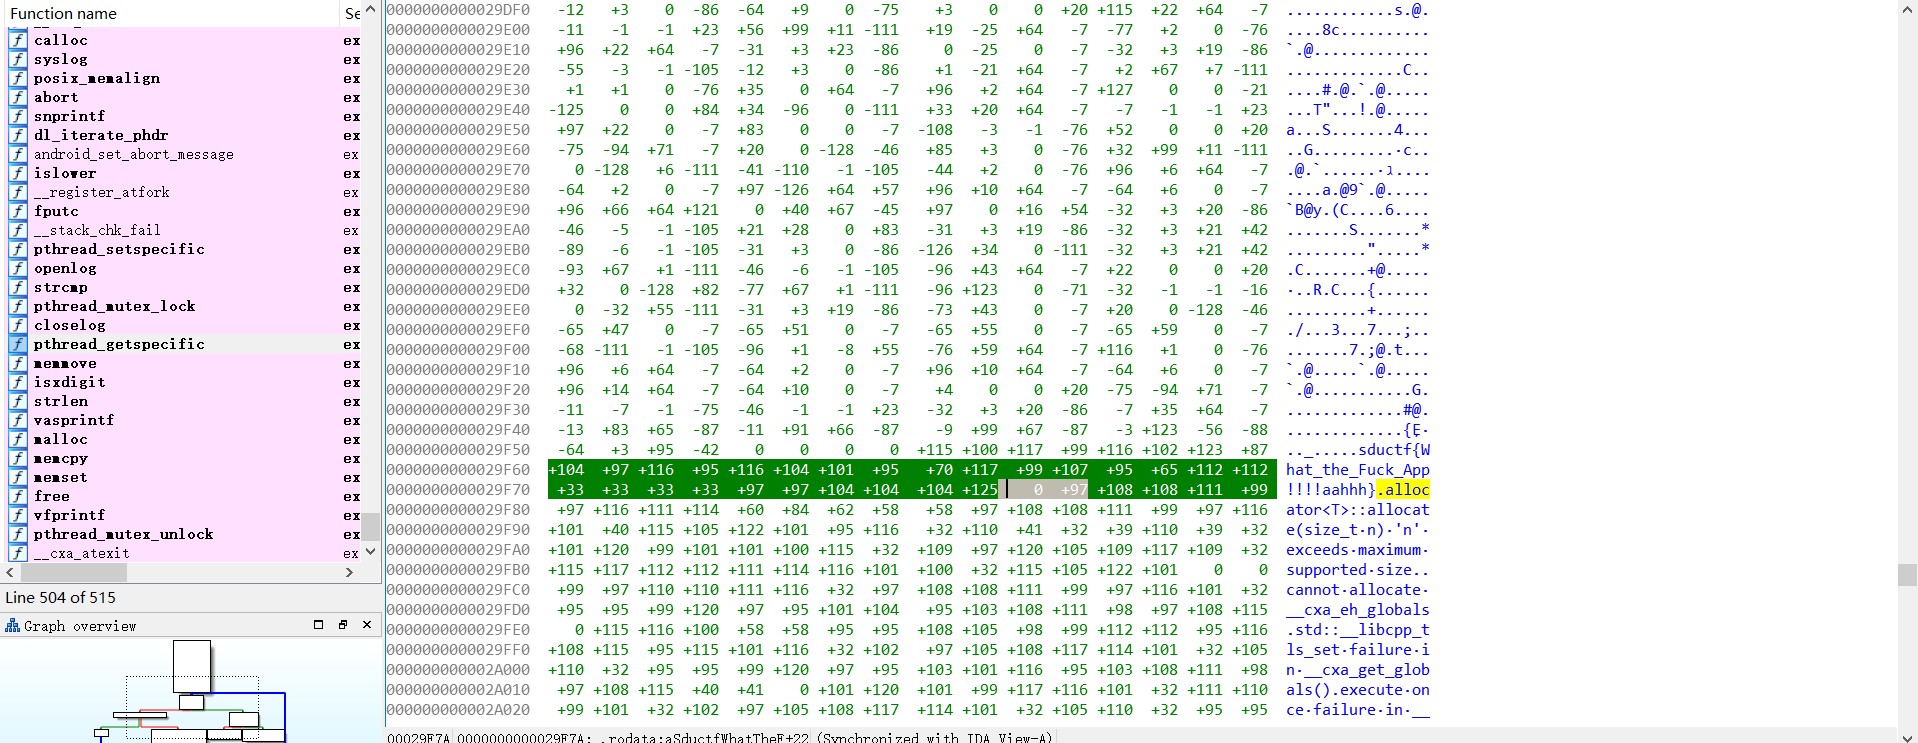 Function name
Se
calloc ex
syslog ex
posix_memalign ex
abort ex
snprintf ex
dl_iterate_phdr ex
android_set_abort_message ex
islower ex
__register_atfork ex
fputc ex
__stack_chk_fail ex
pthread_setspecific ex
openlog ex
strcmp ex
pthread_mutex_lock ex
closelog ex
pthread_getspecific ex
memmove ex
isxdigit ex
strlen ex
vasprintf ex
malloc ex
memcpy ex
memset ex
free ex
vfprintf ex
pthread_mutex_unlock ex
__cxa_atexit ex
Line 504 of 515
Graph overview
0000000000029DF0 -12 +3 0 -86 -64 +9 0 -75 +3 0 0 +20 +115 +22 +64 -7 ............s.@.
0000000000029E00 -11 -1 -1 +23 +56 +99 +11 -111 +19 -25 +64 -7 -77 +2 0 -76 ....8c..........
0000000000029E10 +96 +22 +64 -7 -31 +3 +23 -86 0 -25 0 -7 -32 +3 +19 -86 `.@.............
0000000000029E20 -55 -3 -1 -105 -12 +3 0 -86 +1 -21 +64 -7 +2 +67 +7 -111 .............C..
0000000000029E30 +1 +1 0 -76 +35 0 +64 -7 +96 +2 +64 -7 +127 0 0 -21 ....#.@.`.@.....
0000000000029E40 -125 0 0 +84 +34 -96 0 -111 +33 +20 +64 -7 -7 -1 -1 +23 ...T"...!.@.....
0000000000029E50 +97 +22 0 -7 +83 0 0 -7 -108 -3 -1 -76 +52 0 0 +20 a...S.......4...
0000000000029E60 -75 -94 +71 -7 +20 0 -128 -46 +85 +3 0 -76 +32 +99 +11 -111
0000000000029E70 0 -128 +6 -111 -41 -110 -1 -105 -44 +2 0 -76 +96 +6 +64 -7
0000000000029E80 -64 +2 0 -7 +97 -126 +64 +57 +96 +10 +64 -7 -64 +6 0 -7 ....a.@9`.@.....
0000000000029E90 +96 +66 +64 +121 0 +40 +67 -45 +97 0 +16 +54 -32 +3 +20 -86 `B@y.(C....6....
0000000000029EA0 -46 -5 -1 -105 +21 +28 0 +83 -31 +3 +19 -86 -32 +3 +21 +42 .......S.......*
0000000000029EB0 -89 -6 -1 -105 -31 +3 0 -86 -126 +34 0 -111 -32 +3 +21 +42 .........".....*
0000000000029EC0 -93 +67 +1 -111 -46 -6 -1 -105 -96 +43 +64 -7 +22 0 0 +20 .C.......+@.....
0000000000029ED0 +32 0 -128 +82 -77 +67 +1 -111 -96 +123 0 -71 -32 -1 -1 -16 ·..R.C...{......
0000000000029EE0 0 -32 +55 -111 -31 +3 +19 -86 -73 +43 0 -7 +20 0 -128 -46 .........+......
0000000000029EF0 -65 +47 0 -7 -65 +51 0 -7 -65 +55 0 -7 -65 +59 0 -7 ./...3...7...;..
0000000000029F00 -68 -111 -1 -105 -96 +1 -8 +55 -76 +59 +64 -7 +116 +1 0 -76 .......7.;@.t...
0000000000029F10 +96 +6 +64 -7 -64 +2 0 -7 +96 +10 +64 -7 -64 +6 0 -7 `.@.....`.@.....
0000000000029F20 +96 +14 +64 -7 -64 +10 0 -7 +4 0 0 +20 -75 -94 +71 -7 `.@...........G.
0000000000029F30 -11 -7 -1 -75 -46 -1 -1 +23 -32 +3 +20 -86 -7 +35 +64 -7 .............#@.
0000000000029F40 -13 +83 +65 -87 -11 +91 +66 -87 -9 +99 +67 -87 -3 +123 -56 -88
0000000000029F50 -64 +3 +95 -42 0 0 0 0 +115 +100 +117 +99 +116 +102 +123 +87 .._.....sductf{W
0000000000029F60 +104 +97 +116 +95 +116 +104 +101 +95 +70 +117 +99 +107 +95 +65 +112 +112 hat_the_Fuck_App
0000000000029F70 +33 +33 +33 +33 +97 +97 +104 +104 +104 +125 0 +97 +108 +108 +111 +99 !!!!aahhh}.alloc
0000000000029F80 +97 +116 +111 +114 +60 +84 +62 +58 +58 +97 +108 +108 +111 +99 +97 +116 ator<T>::allocat
0000000000029F90 +101 +40 +115 +105 +122 +101 +95 +116 +32 +110 +41 +32 +39 +110 +39 +32 e(size_t·n)·'n'·
0000000000029FA0 +101 +120 +99 +101 +101 +100 +115 +32 +109 +97 +120 +105 +109 +117 +109 +32 exceeds·maximum·
0000000000029FB0 +115 +117 +112 +112 +111 +114 +116 +101 +100 +32 +115 +105 +122 +101 0 0 supported·size..
0000000000029FC0 +99 +97 +110 +110 +111 +116 +32 +97 +108 +108 +111 +99 +97 +116 +101 +32 cannot·allocate·
0000000000029FD0 +95 +95 +99 +120 +97 +95 +101 +104 +95 +103 +108 +111 +98 +97 +108 +115 __cxa_eh_globals
0000000000029FE0 0 +115 +116 +100 +58 +58 +95 +95 +108 +105 +98 +99 +112 +112 +95 +116 .std::__libcpp_t
0000000000029FF0 +108 +115 +95 +115 +101 +116 +32 +102 +97 +105 +108 +117 +114 +101 +32 +105 ls_set·failure·i
000000000002A000 +110 +32 +95 +95 +99 +120 +97 +95 +103 +101 +116 +95 +103 +108 +111 +98 n·__cxa_get_glob
000000000002A010 +97 +108 +115 +40 +41 0 +101 +120 +101 +99 +117 +116 +101 +32 +111 +110 als().execute·on
000000000002A020 +99 +101 +32 +102 +97 +105 +108 +117 +114 +101 +32 +105 +110 +32 +95 +95 ce·failure·in·__
00029F7A 0000000000029F7A: .rodata:aSductfWhatTheF+22 (Synchronized with IDA View-A)